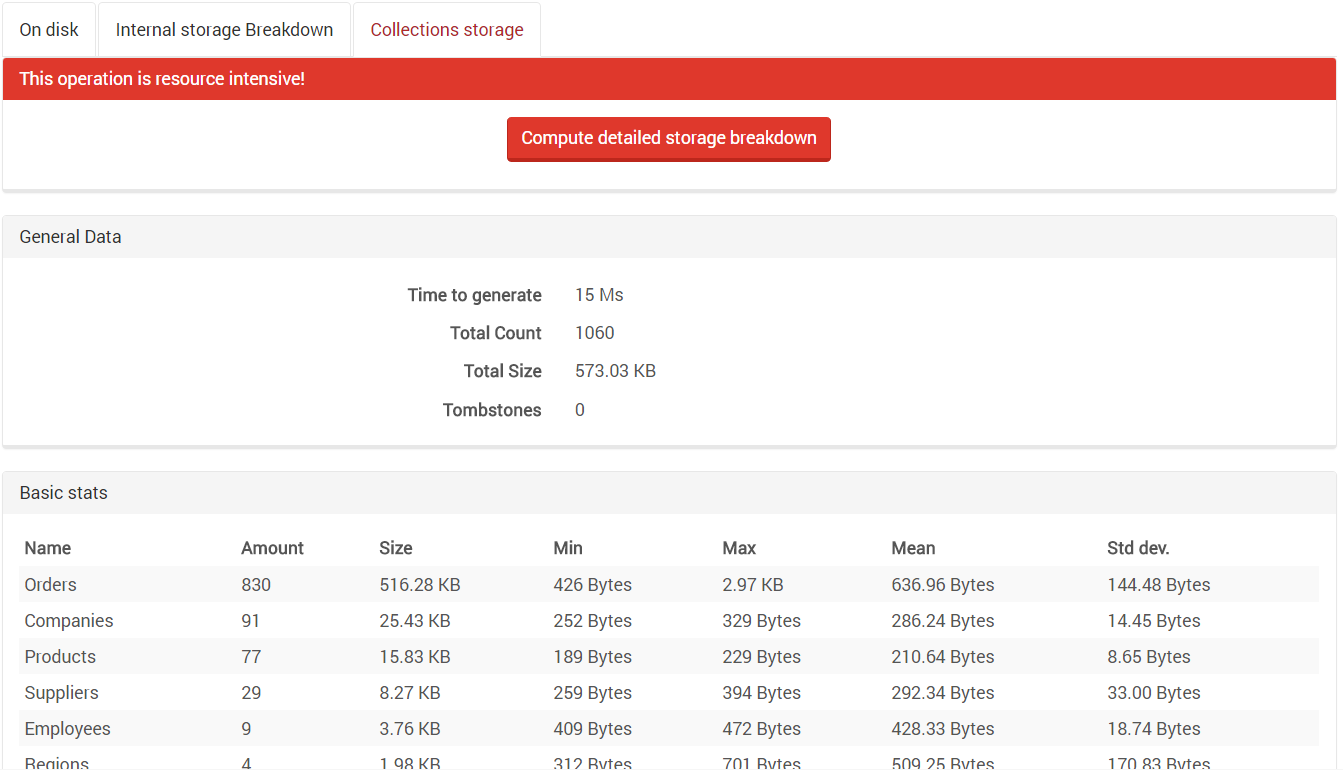 On disk Internal storage Breakdown Collections storage
This operation is resource intensive!
Compute detailed storage breakdown
General Data
Time to generate 15 Ms
Total Count 1060
Total Size 573.03 KB
Tombstones 0
Basic stats
Name Amount Size Min Max Mean Std dev.
Orders 830 516.28 KB 426 Bytes 2.97 KB 636.96 Bytes 144.48 Bytes
Companies 91 25.43 KB 252 Bytes 329 Bytes 286.24 Bytes 14.45 Bytes
Products 77 15.83 KB 189 Bytes 229 Bytes 210.64 Bytes 8.65 Bytes
Suppliers 29 8.27 KB 259 Bytes 394 Bytes 292.34 Bytes 33.00 Bytes
Employees 9 3.76 KB 409 Bytes 472 Bytes 428.33 Bytes 18.74 Bytes
Regions 4 1.98 KB 312 Bytes 701 Bytes 509.25 Bytes 170.83 Bytes